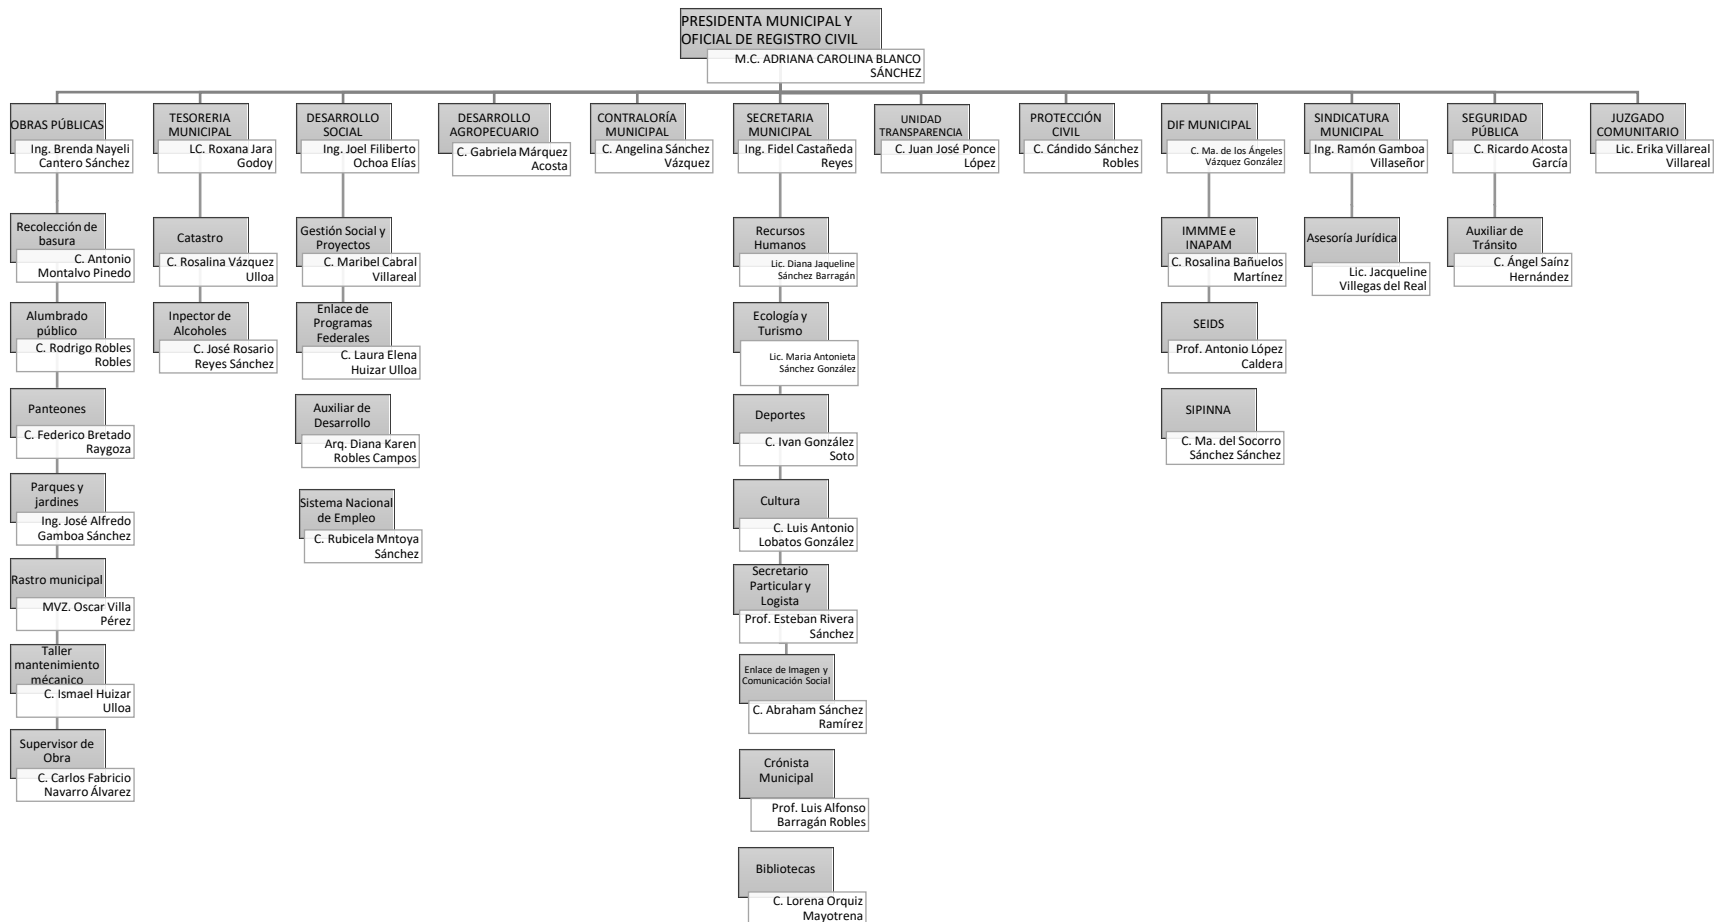 PRESIDENTA MUNICIPAL Y
OFICIAL DE REGISTRO CIVIL
M.C. ADRIANA CAROLINA BLANCO
SÁNCHEZ
OBRAS PÚBLICAS
Ing. Brenda Nayeli
Cantero Sánchez
Recolección de
basura
C. Antonio
Montalvo Pinedo
Alumbrado
público
C. Rodrigo Robles
Robles
Panteones
C. Federico Bretado
Raygoza
Parques y
jardines
Ing. José Alfredo
Gamboa Sánchez
Rastro municipal
MVZ. Oscar Villa
Pérez
Taller
mantenimiento
mécanico
C. Ismael Huizar
Ulloa
Supervisor de
Obra
C. Carlos Fabricio
Navarro Álvarez
TESORERIA
MUNICIPAL
LC. Roxana Jara
Godoy
Catastro
C. Rosalina Vázquez
Ulloa
Inpector de
Alcoholes
C. José Rosario
Reyes Sánchez
DESARROLLO
SOCIAL
Ing. Joel Filiberto
Ochoa Elías
Gestión Social y
Proyectos
C. Maribel Cabral
Villareal
Enlace de
Programas
Federales
C. Laura Elena
Huizar Ulloa
Auxiliar de
Desarrollo
Arq. Diana Karen
Robles Campos
Sistema Nacional
de Empleo
C. Rubicela Mntoya
Sánchez
DESARROLLO
AGROPECUARIO
C. Gabriela Márquez
Acosta
CONTRALORÍA
MUNICIPAL
C. Angelina Sánchez
Vázquez
SECRETARIA
MUNICIPAL
Ing. Fidel Castañeda
Reyes
Recursos
Humanos
Lic. Diana Jaqueline
Sánchez Barragán
Ecología y
Turismo
Lic. Maria Antonieta
Sánchez González
Deportes
C. Ivan González
Soto
Cultura
C. Luis Antonio
Lobatos González
Secretario
Particular y
Logista
Prof. Esteban Rivera
Sánchez
Enlace de Imagen y
Comunicación Social
C. Abraham Sánchez
Ramírez
Crónista
Municipal
Prof. Luis Alfonso
Barragán Robles
Bibliotecas
C. Lorena Orquiz
Mayotrena
UNIDAD
TRANSPARENCIA
C. Juan José Ponce
López
PROTECCIÓN
CIVIL
C. Cándido Sánchez
Robles
DIF MUNICIPAL
C. Ma. de los Ángeles
Vázquez González
IMMME e
INAPAM
C. Rosalina Bañuelos
Martínez
SEIDS
Prof. Antonio López
Caldera
SIPINNA
C. Ma. del Socorro
Sánchez Sánchez
SINDICATURA
MUNICIPAL
Ing. Ramón Gamboa
Villaseñor
Asesoría Jurídica
Lic. Jacqueline
Villegas del Real
SEGURIDAD
PÚBLICA
C. Ricardo Acosta
García
Auxiliar de
Tránsito
C. Ángel Saínz
Hernández
JUZGADO
COMUNITARIO
Lic. Erika Villareal
Villareal